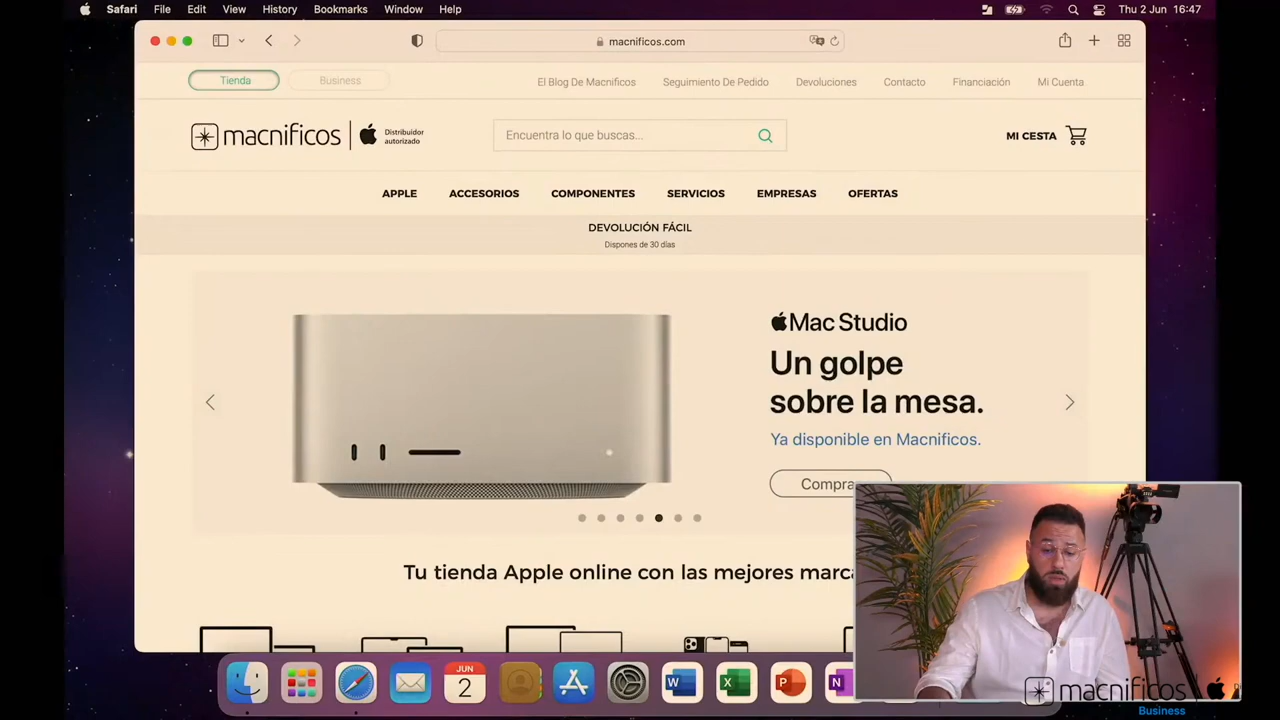 Safari File Edit View History Bookmarks Window Help Thu 2 Jun 16:47
macnificos.com
Tienda Business El Blog De Macnificos Seguimiento De Pedido Devoluciones Contacto Financiación Mi Cuenta
macnificos Distribuidor
autorizado
Encuentra lo que buscas...
MI CESTA
APPLE ACCESORIOS COMPONENTES SERVICIOS EMPRESAS OFERTAS
DEVOLUCIÓN FÁCIL
Dispones de 30 días
Mac Studio
Un golpe
sobre la mesa.
Ya disponible en Macnificos.
Compra
Tu tienda Apple online con las mejores marca
JUN
2
W X P N
macnificos
Business